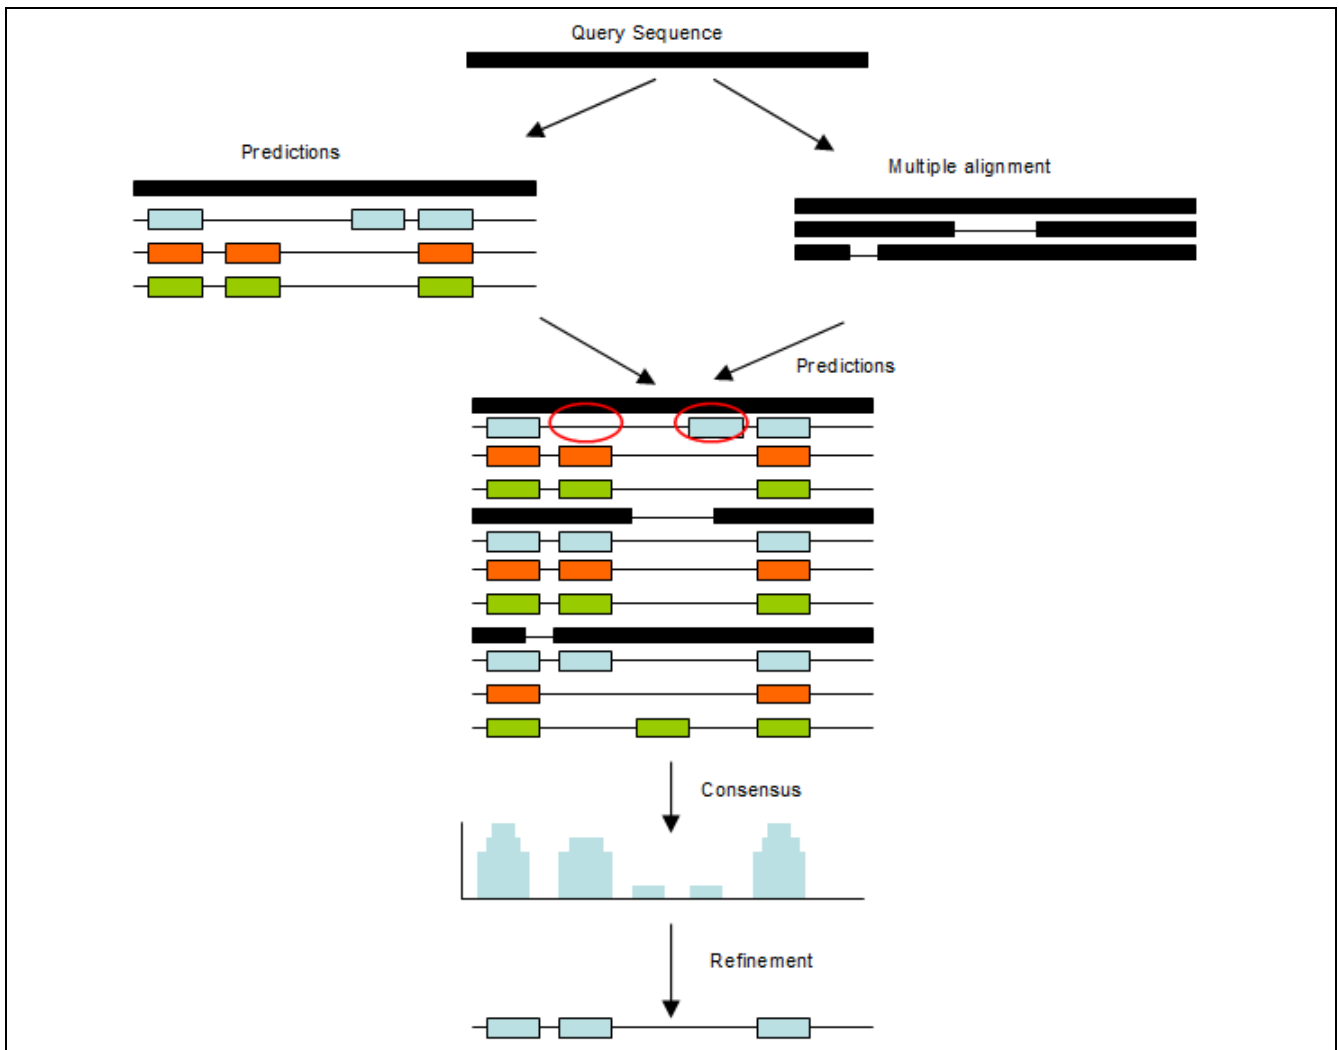 Query Sequence
Predictions
Multiple alignment
Predictions
Consensus
Refinement